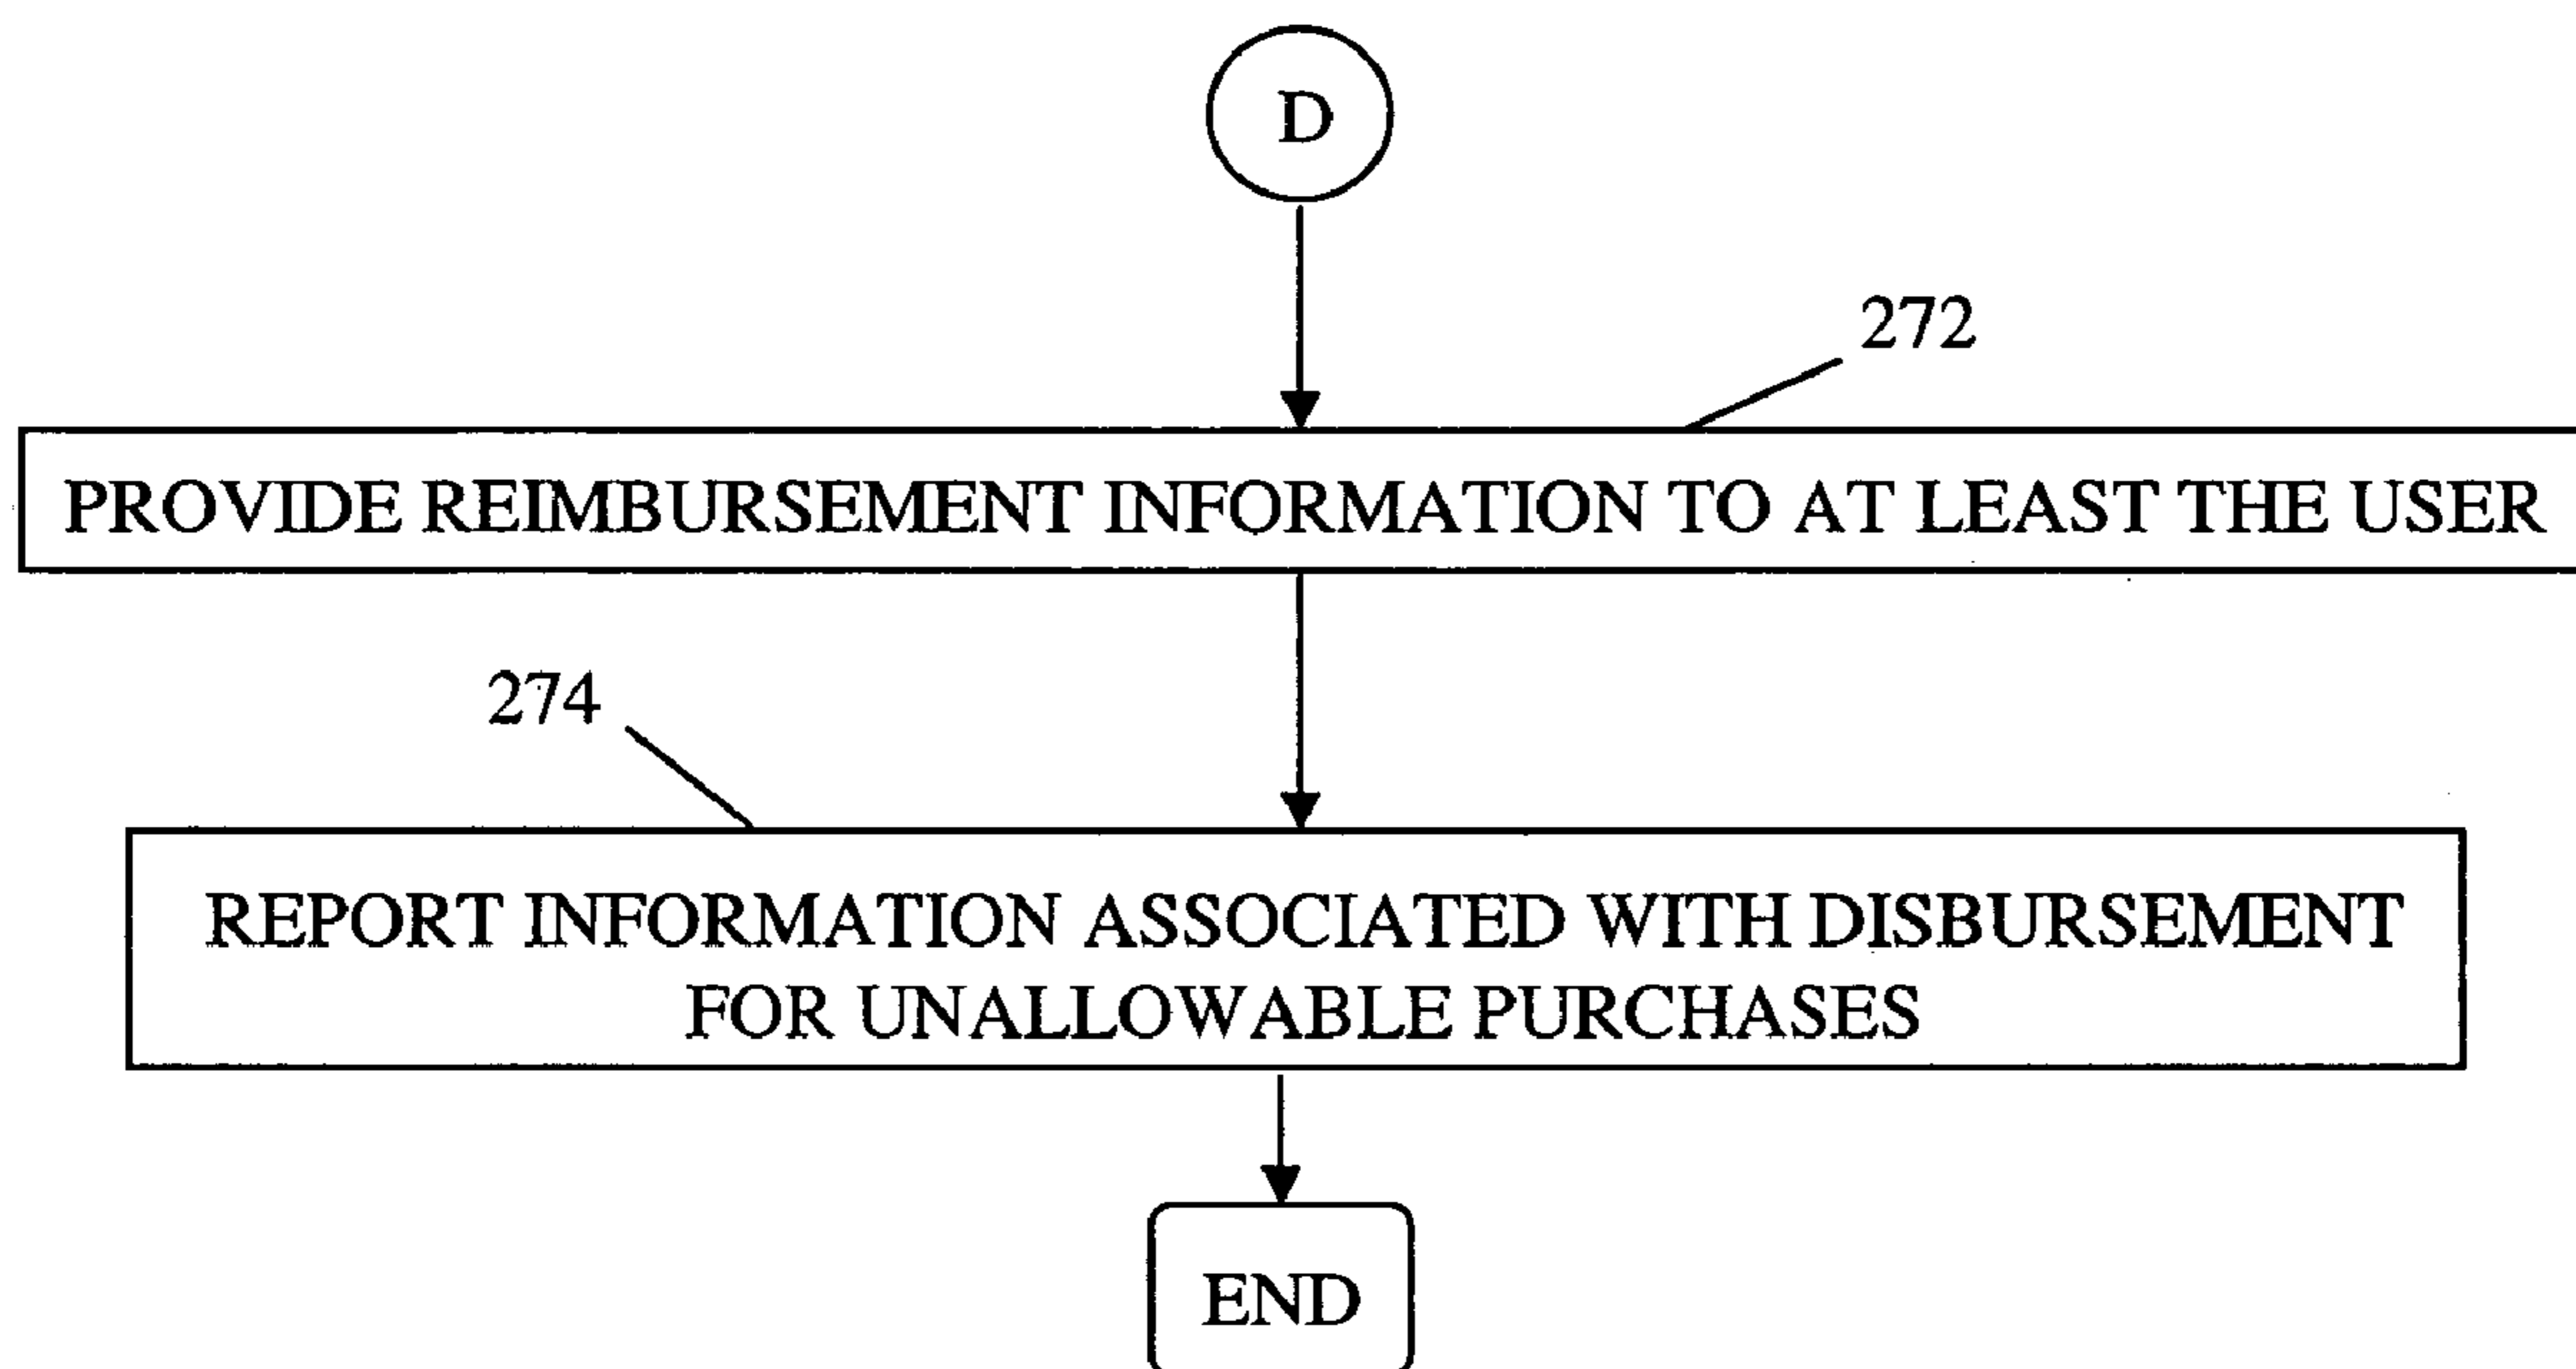 D
272
PROVIDE REIMBURSEMENT INFORMATION TO AT LEAST THE USER
274
REPORT INFORMATION ASSOCIATED WITH DISBURSEMENT
FOR UNALLOWABLE PURCHASES
END